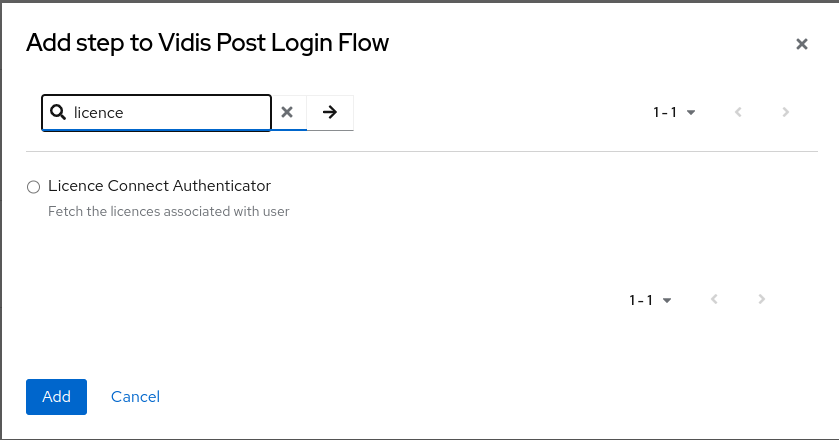 Add step to Vidis Post Login Flow
licence
1 - 1
Licence Connect Authenticator
Fetch the licences associated with user
1 - 1
Add Cancel